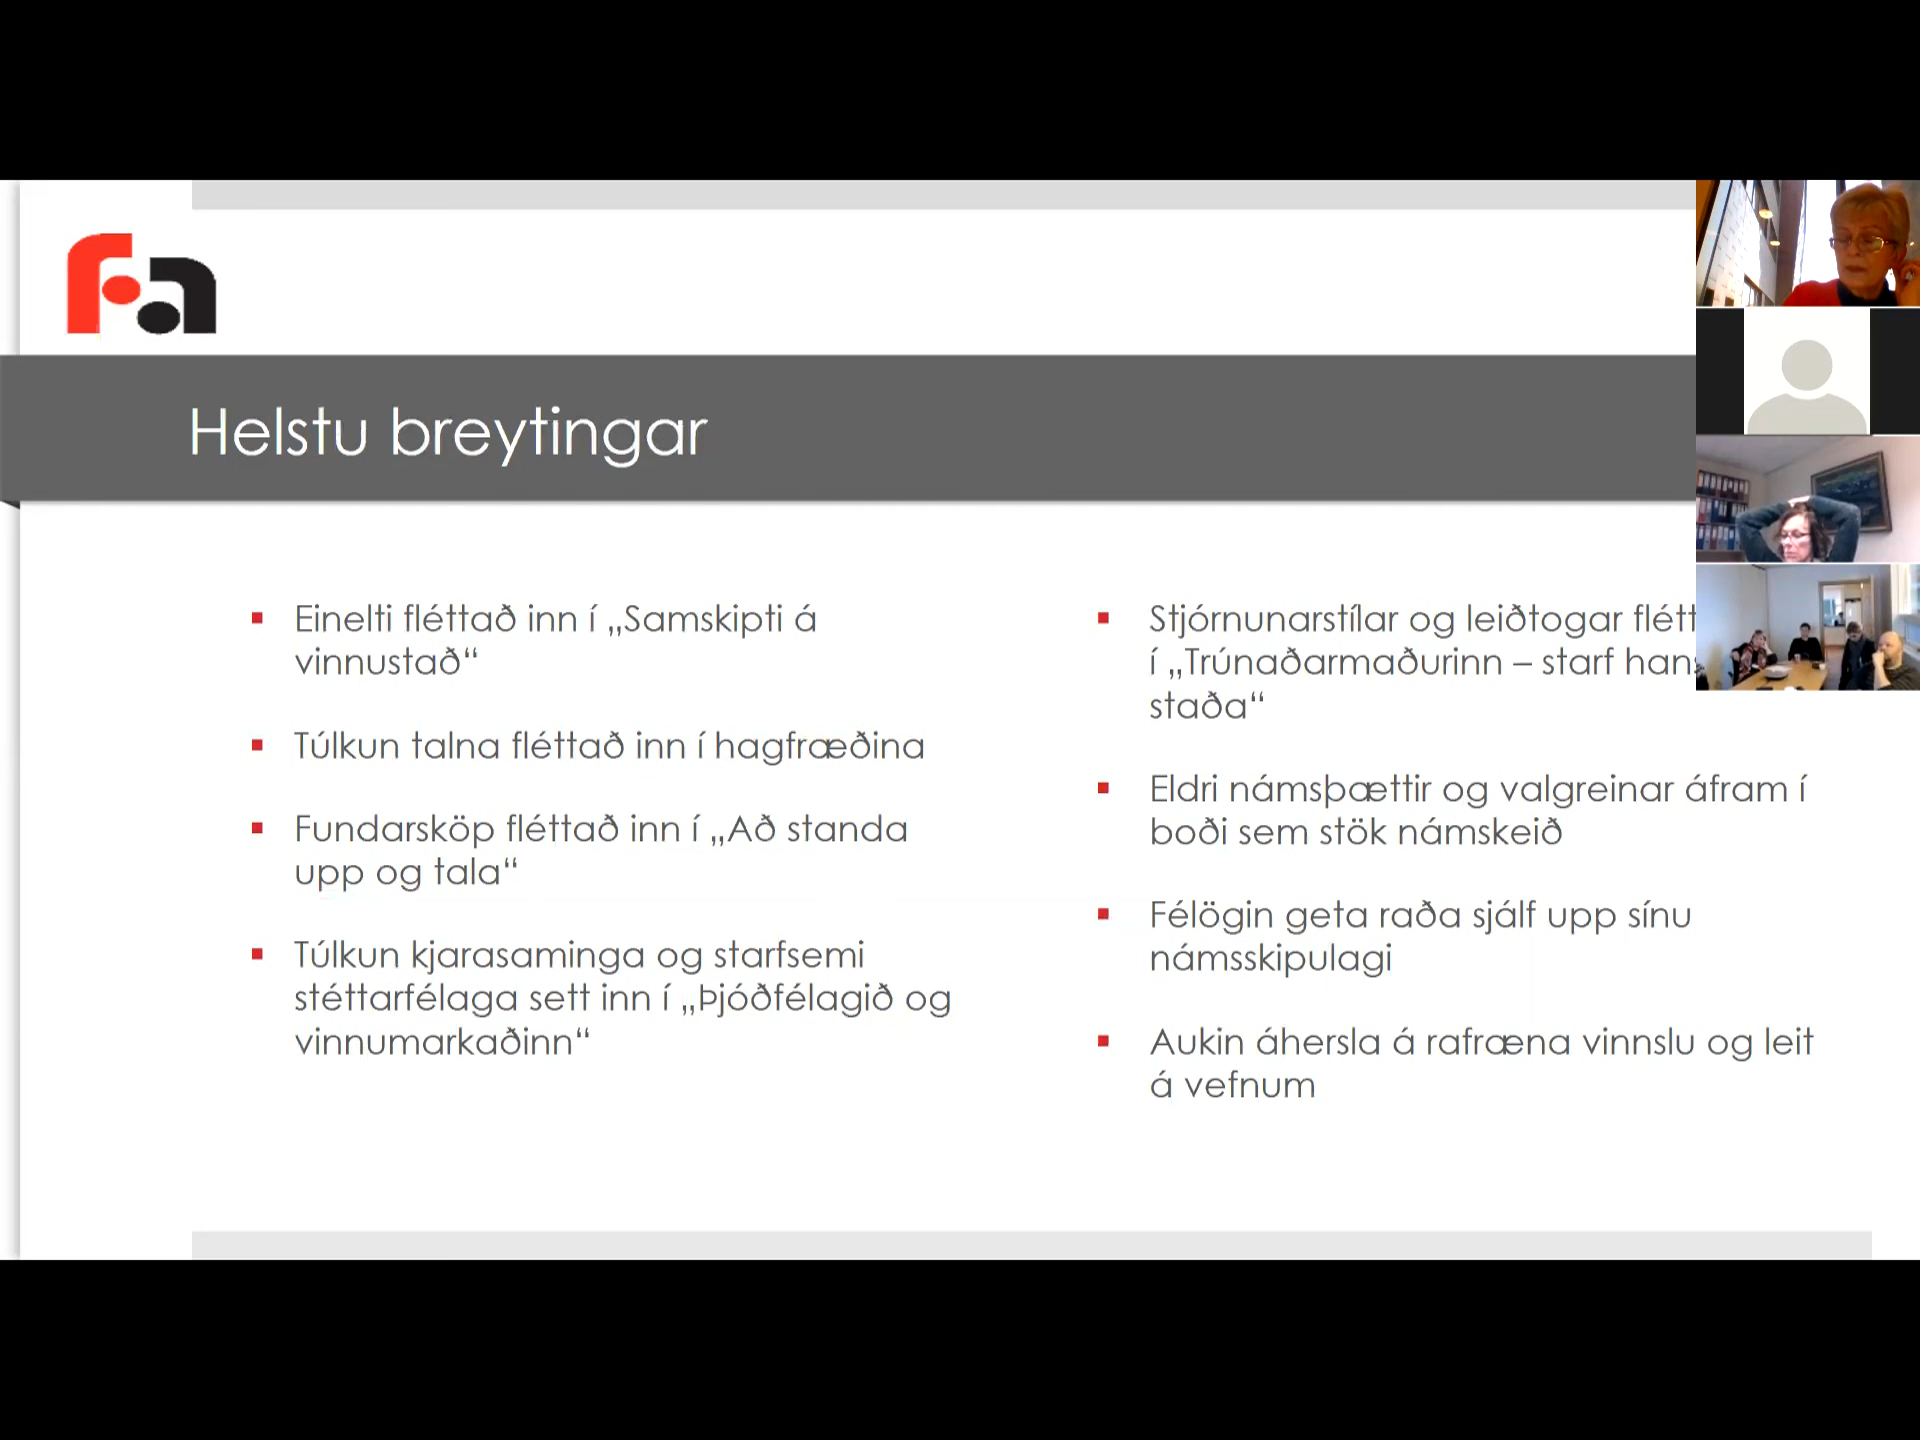 fa
Helstu breytingar
Einelti fléttað inn í „Samskipti á
vinnustað“
Túlkun talna fléttað inn í hagfræðina
Fundarsköp fléttað inn í „Að standa
upp og tala“
Túlkun kjarasaminga og starfsemi
stéttarfélaga sett inn í „Þjóðfélagið og
vinnumarkaðinn“
Stjórnunarstílar og leiðtogar
í „Trúnaðarmaðurinn – starf
staða“
Eldri námsþættir og valgreinar áfram í
boði sem stök námskeið
Félögin geta raða sjálf upp sínu
námsskipulagi
Aukin áhersla á rafræna vinnslu og leit
á vefnum